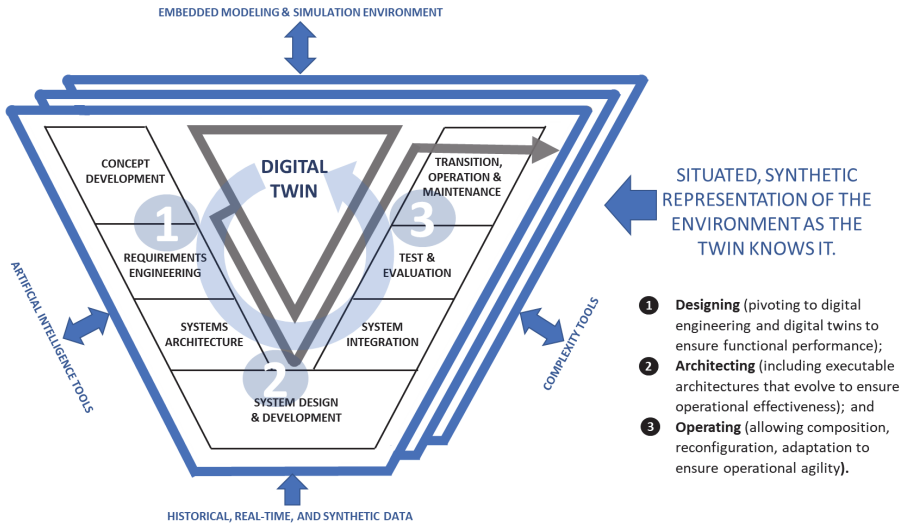 EMBEDDED MODELING & SIMULATION ENVIRONMENT
CONCEPT
DEVELOPMENT
DIGITAL
TWIN
TRANSITION,
OPERATION &
MAINTENANCE
1
3
REQUIREMENTS
ENGINEERING
TEST &
EVALUATION
SYSTEMS
ARCHITECTURE
SYSTEM
INTEGRATION
2
SYSTEM DESIGN
& DEVELOPMENT
ARTIFICIAL INTELLIGENCE TOOLS
COMPLEXITY TOOLS
HISTORICAL, REAL-TIME, AND SYNTHETIC DATA
SITUATED, SYNTHETIC
REPRESENTATION OF THE
ENVIRONMENT AS THE
TWIN KNOWS IT.
1 Designing (pivoting to digital
engineering and digital twins to
ensure functional performance);
2 Architecting (including executable
architectures that evolve to ensure
operational effectiveness); and
3 Operating (allowing composition,
reconfiguration, adaptation to
ensure operational agility).